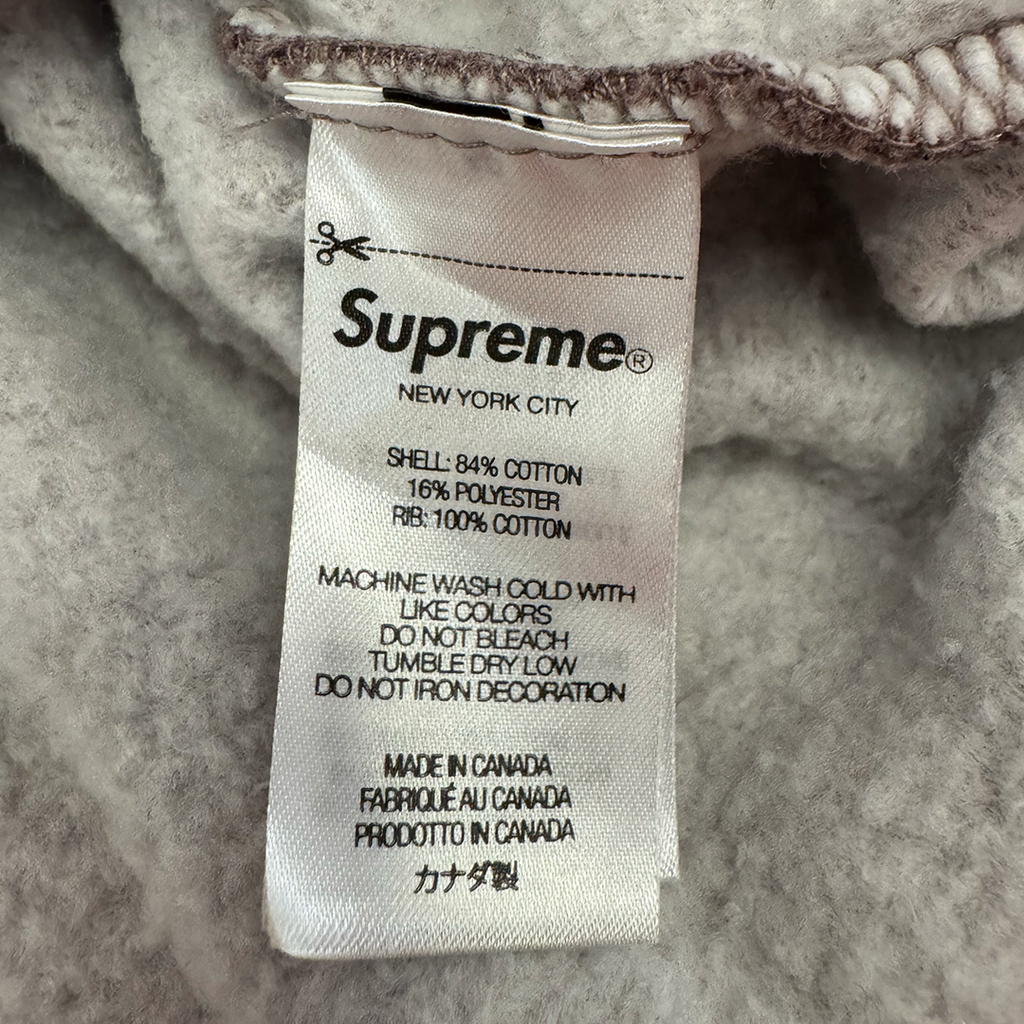 Supreme®
NEW YORK CITY
SHELL: 84% COTTON
16% POLYESTER
RIB: 100% COTTON
MACHINE WASH COLD WITH
LIKE COLORS
DO NOT BLEACH
TUMBLE DRY LOW
DO NOT IRON DECORATION
MADE IN CANADA
FABRIQUÉ AU CANADA
PRODOTTO IN CANADA
カナダ製